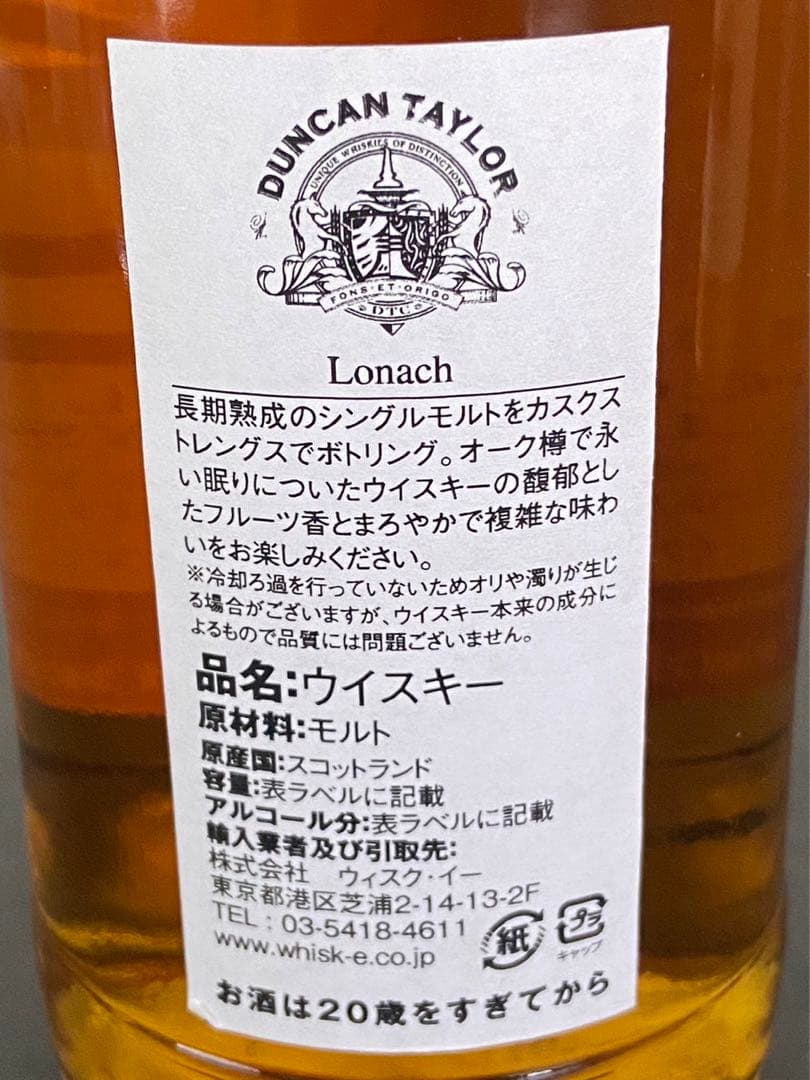 DUNCAN TAYLOR
UNIQUE WHISKIES OF DISTINCTION
FONS·ET·ORIGO
DTC
Lonach
長期熟成のシングルモルトをカスクス
トレングスでボトリング。オーク樽で永
い眠りについたウイスキーの馥郁とし
たフルーツ香とまろやかで複雑な味わ
いをお楽しみください。
※冷却ろ過を行っていないためオリや濁りが生じ
る場合がございますが、ウイスキー本来の成分に
よるもので品質には問題ございません。
品名:ウイスキー
原材料:モルト
原産国:スコットランド
容量:表ラベルに記載
アルコール分:表ラベルに記載
輸入業者及び引取先:
株式会社　ウィスク・イー
東京都港区芝浦2-14-13-2F
TEL : 03-5418-4611
www.whisk-e.co.jp
紙
プラ
キャップ
お酒は20歳をすぎてから